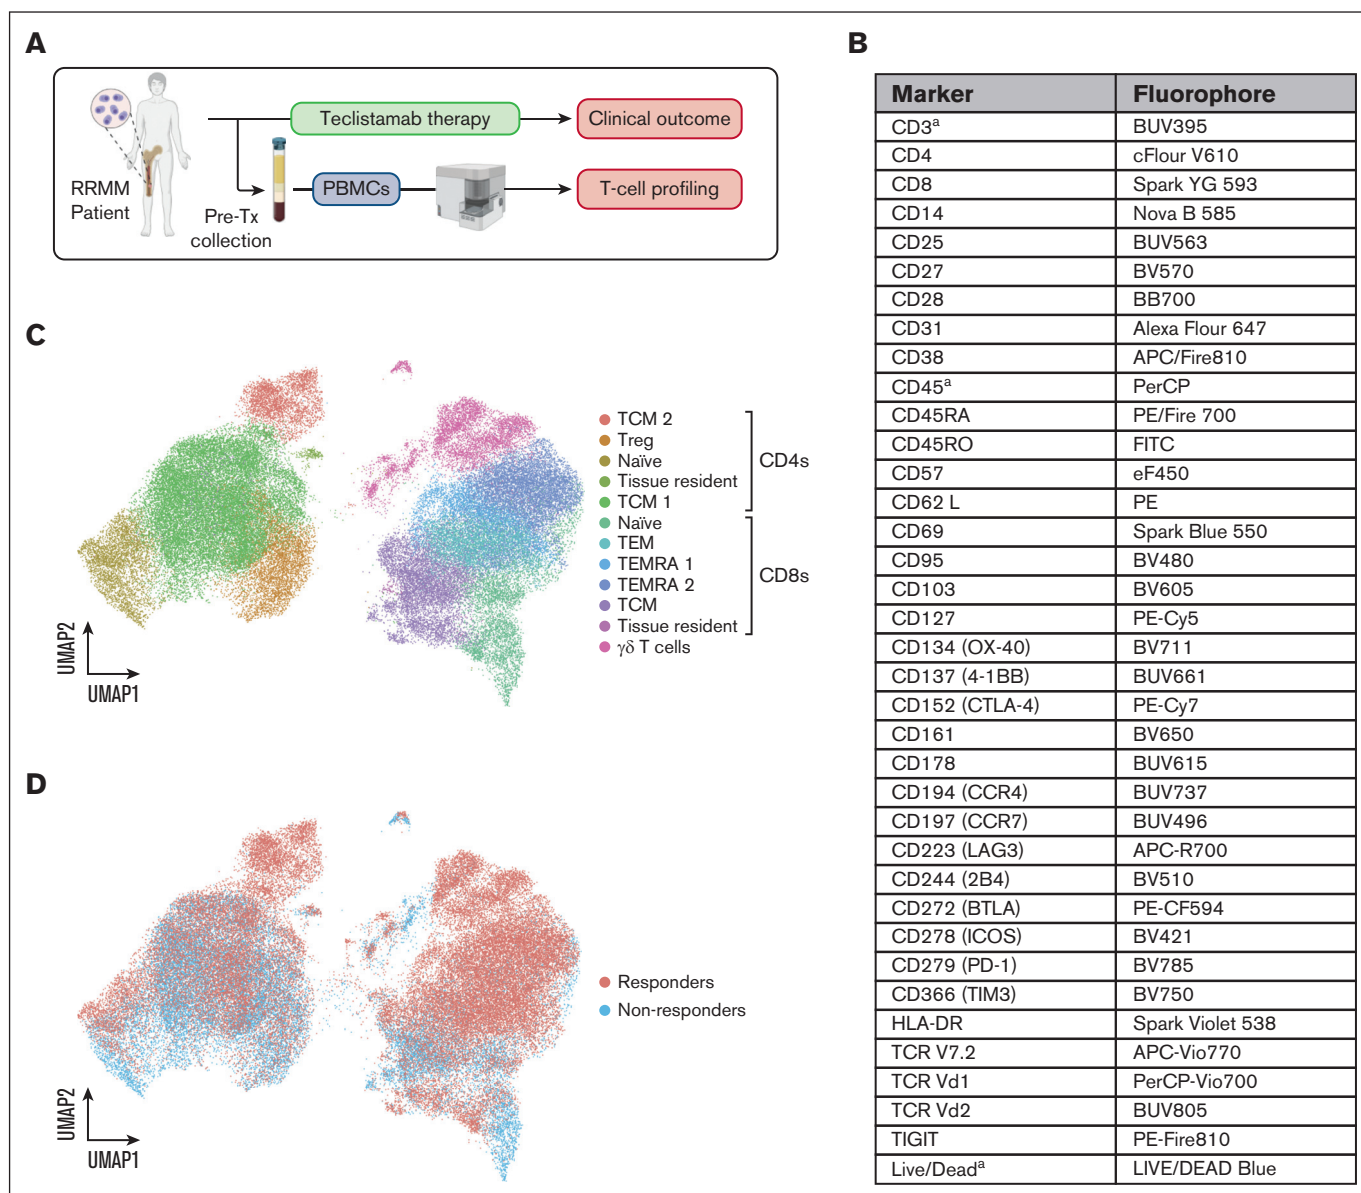 A
RRMM
Patient
Pre-Tx
collection
Teclistamab therapy
Clinical outcome
PBMCs
T-cell profiling
B
Marker Fluorophore
CD3ᵃ BUV395
CD4 cFlour V610
CD8 Spark YG 593
CD14 Nova B 585
CD25 BUV563
CD27 BV570
CD28 BB700
CD31 Alexa Flour 647
CD38 APC/Fire810
CD45ᵃ PerCP
CD45RA PE/Fire 700
CD45RO FITC
CD57 eF450
CD62 L PE
CD69 Spark Blue 550
CD95 BV480
CD103 BV605
CD127 PE-Cy5
CD134 (OX-40) BV711
CD137 (4-1BB) BUV661
CD152 (CTLA-4) PE-Cy7
CD161 BV650
CD178 BUV615
CD194 (CCR4) BUV737
CD197 (CCR7) BUV496
CD223 (LAG3) APC-R700
CD244 (2B4) BV510
CD272 (BTLA) PE-CF594
CD278 (ICOS) BV421
CD279 (PD-1) BV785
CD366 (TIM3) BV750
HLA-DR Spark Violet 538
TCR V7.2 APC-Vio770
TCR Vd1 PerCP-Vio700
TCR Vd2 BUV805
TIGIT PE-Fire810
Live/Deadᵃ LIVE/DEAD Blue
C
TCM 2
Treg
Naïve
Tissue resident
TCM 1
CD4s
Naïve
TEM
TEMRA 1
TEMRA 2
TCM
Tissue resident
CD8s
γδ T cells
UMAP2
UMAP1
D
Responders
Non-responders
UMAP2
UMAP1